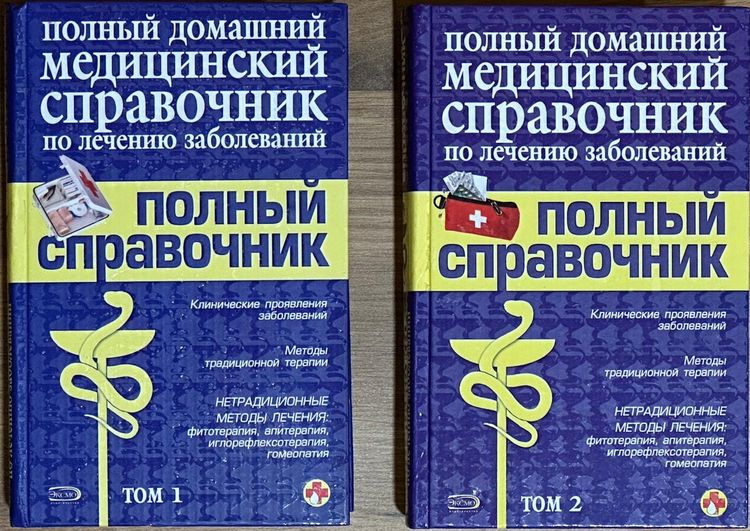 ПОЛНЫЙ ДОМАШНИЙ
МЕДИЦИНСКИЙ
СПРАВОЧНИК
ПО ЛЕЧЕНИЮ ЗАБОЛЕВАНИЙ
ПОЛНЫЙ
СПРАВОЧНИК
Клинические проявления
заболеваний
Методы
традиционной терапии
НЕТРАДИЦИОННЫЕ
МЕТОДЫ ЛЕЧЕНИЯ:
фитотерапия, апитерапия,
иглорефлексотерапия,
гомеопатия
ЭКСМО
ТОМ 1
ПОЛНЫЙ ДОМАШНИЙ
МЕДИЦИНСКИЙ
СПРАВОЧНИК
ПО ЛЕЧЕНИЮ ЗАБОЛЕВАНИЙ
ПОЛНЫЙ
СПРАВОЧНИК
Клинические проявления
заболеваний
Методы
традиционной терапии
НЕТРАДИЦИОННЫЕ
МЕТОДЫ ЛЕЧЕНИЯ:
фитотерапия, апитерапия,
иглорефлексотерапия,
гомеопатия
ЭКСМО
ТОМ 2